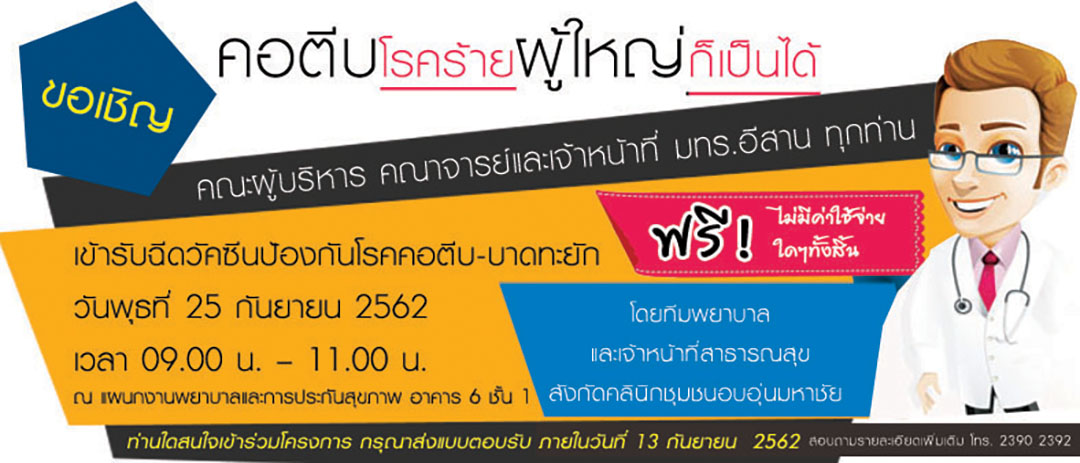 ขอเชิญ
คอตีบโรคร้ายผู้ใหญ่ก็เป็นได้
คณะผู้บริหาร คณาจารย์และเจ้าหน้าที่ มทร.อีสาน ทุกท่าน
ฟรี! ไม่มีค่าใช้จ่าย
ใดๆทั้งสิ้น
เข้ารับฉีดวัคซีนป้องกันโรคคอตีบ-บาดทะยัก
วันพุธที่ 25 กันยายน 2562
เวลา 09.00 น. – 11.00 น.
ณ แผนกงานพยาบาลและการประกันสุขภาพ อาคาร 6 ชั้น 1
โดยทีมพยาบาล
และเจ้าหน้าที่สาธารณสุข
สังกัดคลินิกชุมชนอบอุ่นมหาชัย
ท่านใดสนใจเข้าร่วมโครงการ กรุณาส่งแบบตอบรับ ภายในวันที่ 13 กันยายน 2562 สอบถามรายละเอียดเพิ่มเติม โทร. 2390 2392